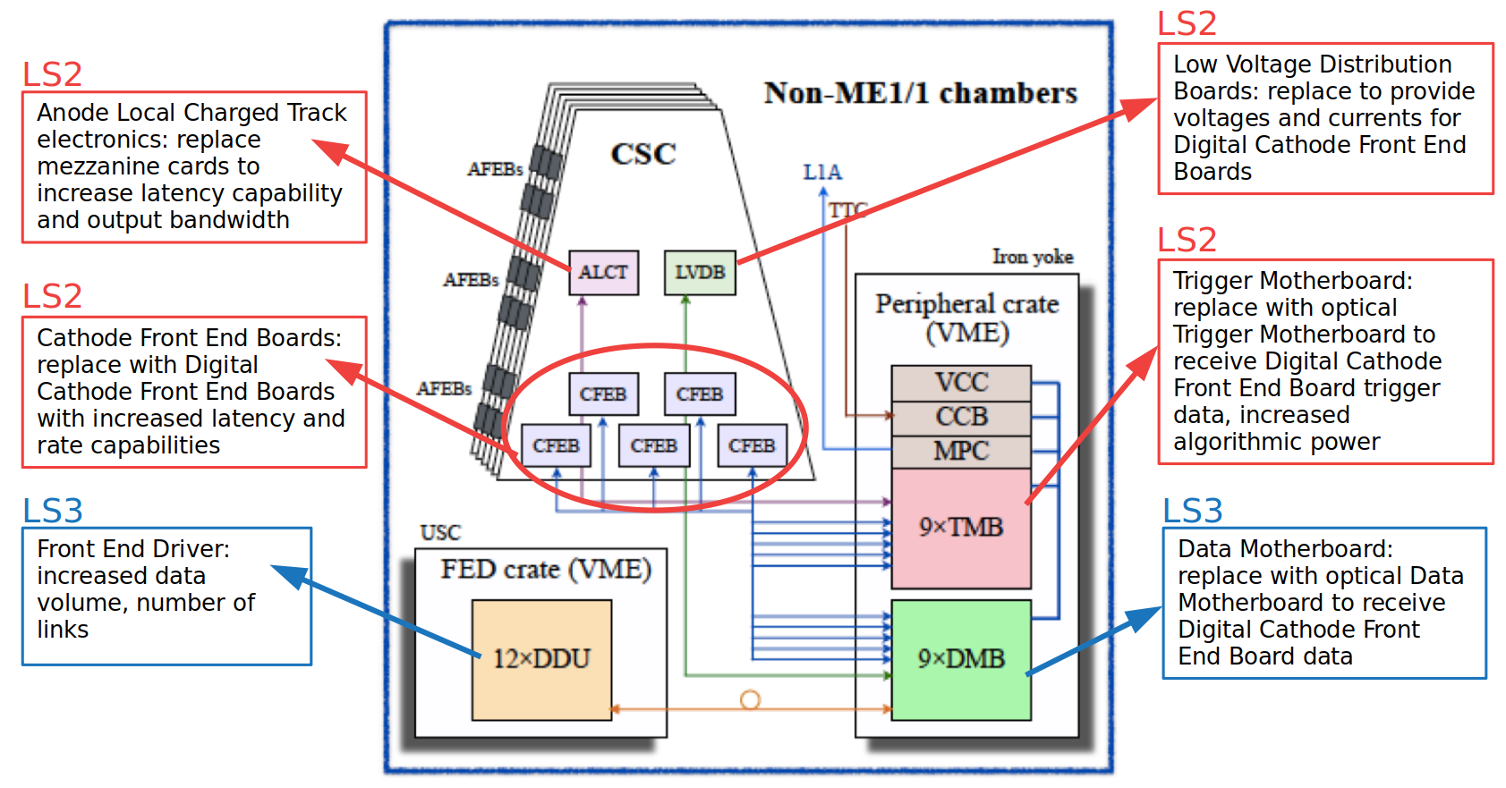 LS2
Anode Local Charged Track
electronics: replace
mezzanine cards to
increase latency capability
and output bandwidth
LS2
Cathode Front End Boards:
replace with Digital
Cathode Front End Boards
with increased latency and
rate capabilities
LS3
Front End Driver:
increased data
volume, number of
links
Non-ME1/1 chambers
CSC
AFEBs
AFEBs
AFEBs
ALCT
LVDB
CFEB
CFEB
CFEB
CFEB
CFEB
L1A
TTC
Iron yoke
Peripheral crate
(VME)
VCC
CCB
MPC
9×TMB
9×DMB
USC
FED crate (VME)
12×DDU
LS2
Low Voltage Distribution
Boards: replace to provide
voltages and currents for
Digital Cathode Front End
Boards
LS2
Trigger Motherboard:
replace with optical
Trigger Motherboard to
receive Digital Cathode
Front End Board trigger
data, increased
algorithmic power
LS3
Data Motherboard:
replace with optical Data
Motherboard to receive
Digital Cathode Front
End Board data